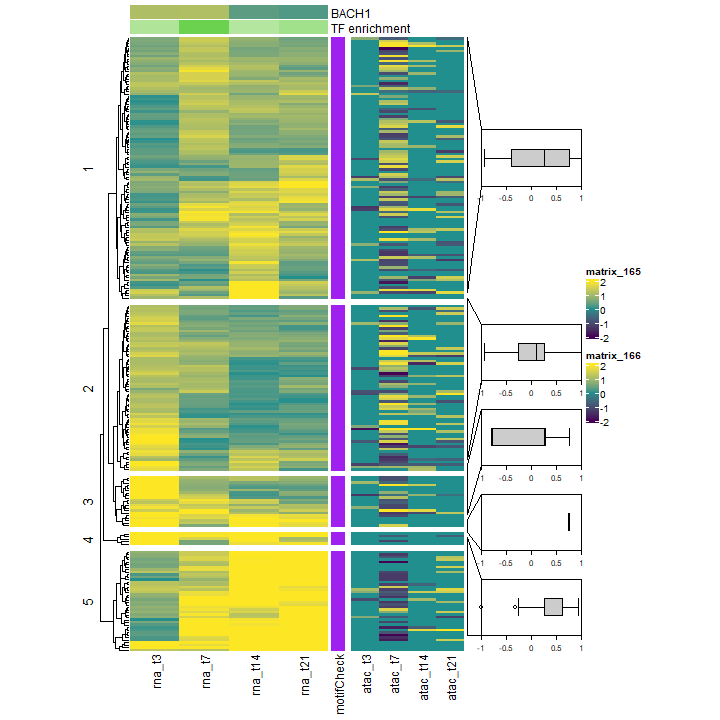 BACH1
TF enrichment
1
2
3
4
5
-1 -0.5 0 0.5 1
-1 -0.5 0 0.5 1
-1 -0.5 0 0.5 1
-1 -0.5 0 0.5 1
-1 -0.5 0 0.5 1
matrix_165
2
1
0
-1
-2
matrix_166
2
1
0
-1
-2
rna_t3
rna_t7
rna_t14
rna_t21
motifCheck
atac_t3
atac_t7
atac_t14
atac_t21